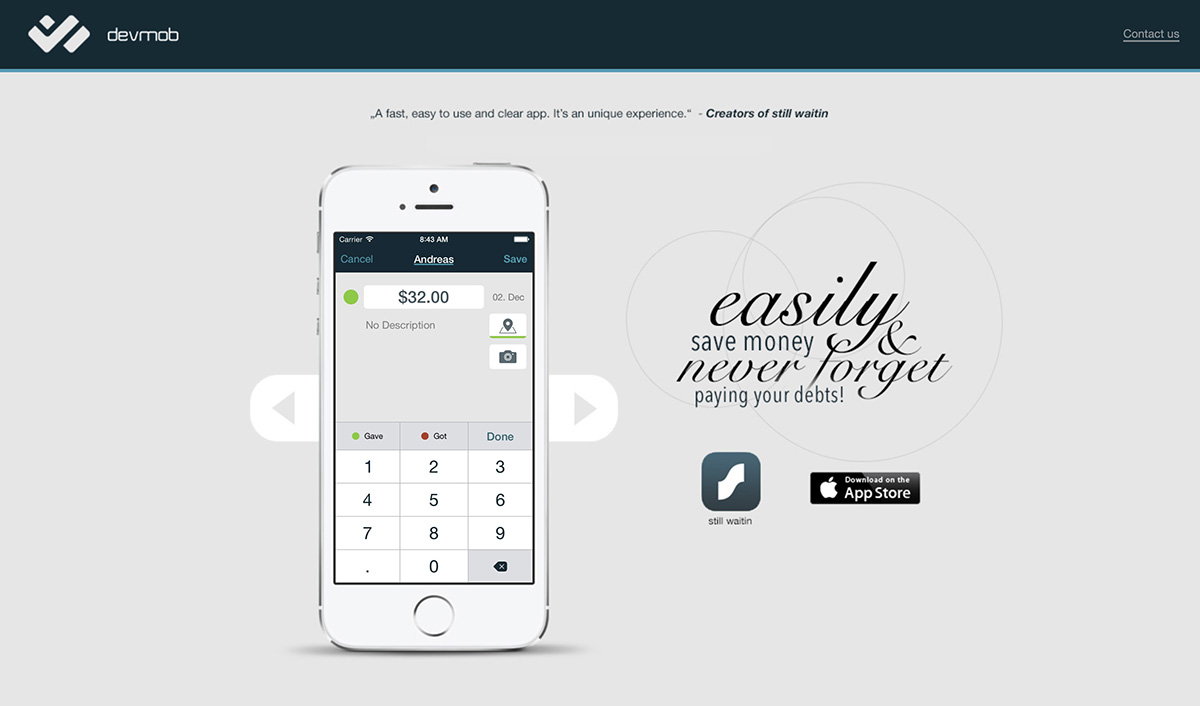 devmob
Contact us
„A fast, easy to use and clear app. It's an unique experience.“ - Creators of still waitin
Carrier 8:43 AM
Cancel Andreas Save
$32.00 02. Dec
No Description
Gave Got Done
1 2 3
4 5 6
7 8 9
. 0
easily
save money &
never forget
paying your debts!
Download on the
App Store
still waitin